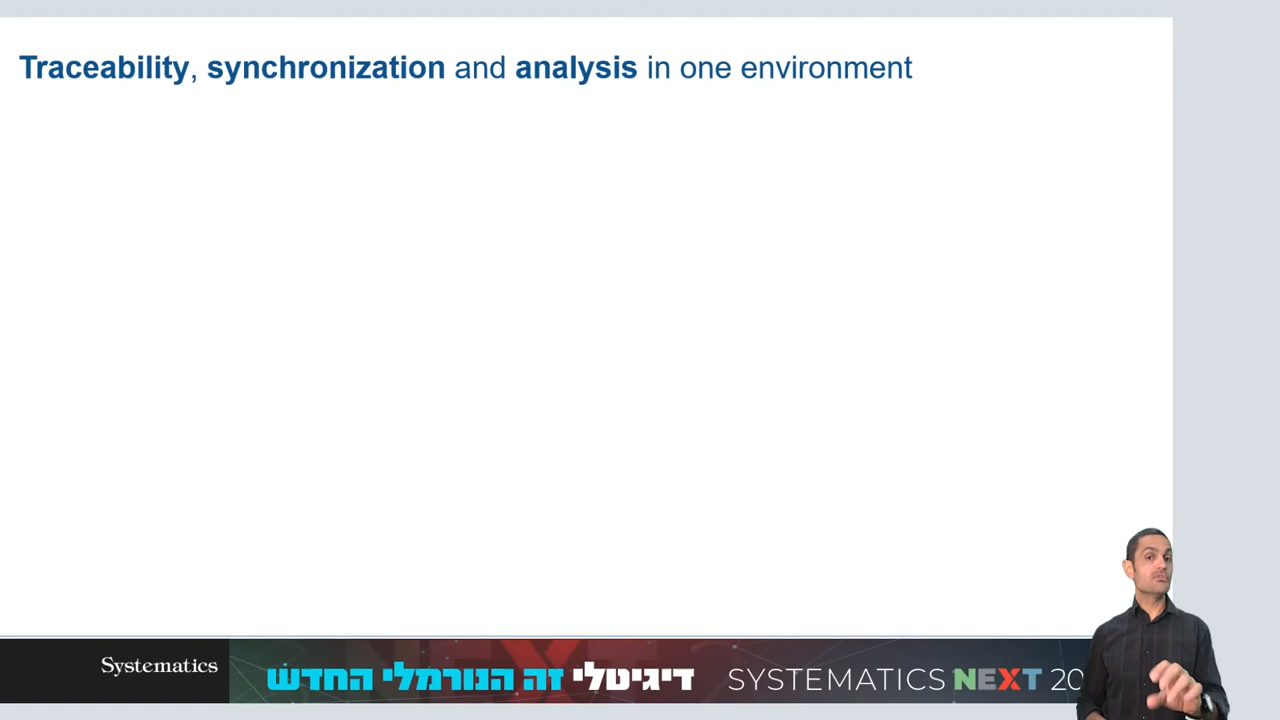 Traceability, synchronization and analysis in one environment
Systematics
דיגיטלי זה הנורמלי החדש
SYSTEMATICS NEXT 20